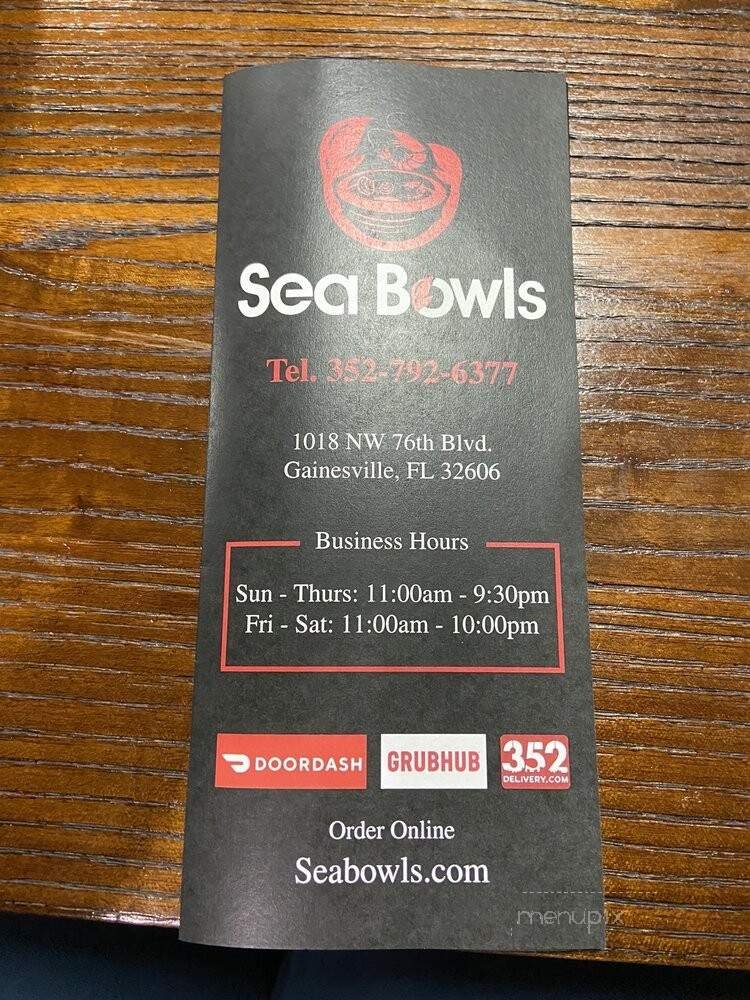 Sea Bowls
Tel. 352-792-6377
1018 NW 76th Blvd.
Gainesville, FL 32606
Business Hours
Sun - Thurs: 11:00am - 9:30pm
Fri - Sat: 11:00am - 10:00pm
DOORDASH
GRUBHUB
352
DELIVERY.COM
Order Online
Seabowls.com
menupix